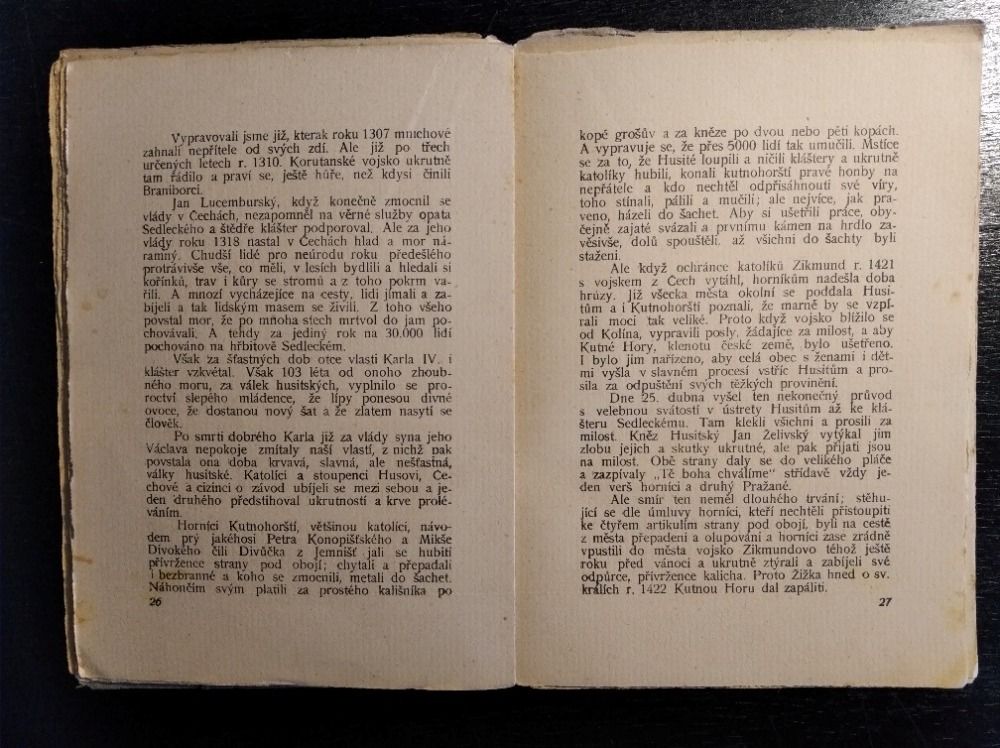 Vypravovali jsme již, kterak roku 1307 mnichové
zahnali nepřítele od svých zdí. Ale již po třech
určených letech r. 1310. Korutanské vojsko ukrutně
tam řádilo a praví se, ještě hůře, než kdysi činili
Braniborci.
Jan Lucemburský, když konečně zmocnil se
vlády v Čechách, nezapomněl na věrné služby opata
Sedleckého a štědře klášter podporoval. Ale za jeho
vlády roku 1318 nastal v Čechách hlad a mor ná-
ramný. Chudší lidé pro neúrodu roku předešlého
protrávivše vše, co měli, v lesích bydlili a hledali si
kořínků, trav i kůry se stromů a z toho pokrm va-
řili. A mnozí vycházejíce na cesty, lidi jímali a za-
bíjeli a tak lidským masem se živili. Z toho všeho
povstal mor, že po mnoha stech mrtvol do jam po-
chovávali. A tehdy za jediný rok na 30.000 lidí
pochováno na hřbitově Sedleckém.
Však za šťastných dob otce vlasti Karla IV. i
klášter vzkvétal. Však 103 léta od onoho zhoub-
ného moru, za válek husitských, vyplnilo se pro-
roctví slepého mládence, že lípy ponesou divné
ovoce, že dostanou nový šat a že zlatem nasytí se
člověk.
Po smrti dobrého Karla již za vlády syna jeho
Václava nepokoje zmítaly naší vlastí, z nichž pak
povstala ona doba krvavá, slavná, ale nešťastná,
války husitské. Katolíci a stoupenci Husovi, Če-
chové a cizinci o závod ubíjeli se mezi sebou a je-
den druhého předstihoval ukrutností a krve prolé-
váním.
Horníci Kutnohorští, většinou katolíci, návo-
dem prý jakéhosi Petra Konopišťského a Mikše
Divokého čili Divůčka z Jemnišť jali se hubiti
přívržence strany pod obojí; chytali a přepadali
i bezbranné a koho se zmocnili, metali do šachet.
Náhončím svým platili za prostého kališníka po
26
kopě grošův a za kněze po dvou nebo pěti kopách.
A vypravuje se, že přes 5000 lidí tak umučili. Mstíce
se za to, že Husité loupili a ničili kláštery a ukrutně
katolíky hubili, konali kutnohorští pravé honby na
nepřátele a kdo nechtěl odpřisáhnouti své víry,
toho stínali, pálili a mučili; ale nejvíce, jak pra-
veno, házeli do šachet. Aby si ušetřili práce, oby-
čejně zajaté svázali a prvnímu kámen na hrdlo za-
věsivše, dolů spouštěli, až všichni do šachty byli
stažení.
Ale když ochránce katolíků Zikmund r. 1421
s vojskem z Čech vytáhl, horníkům nadešla doba
hrůzy. Již všecka města okolní se poddala Husi-
tům a i Kutnohorští poznali, že marně by se vzpí-
rali moci tak veliké. Proto když vojsko blížilo se
od Kolína, vypravili posly, žádajíce za milost, a aby
Kutné Hory, klenotu české země, bylo ušetřeno.
I bylo jim nařízeno, aby celá obec s ženami i dět-
mi vyšla v slavném procesí vstříc Husitům a pro-
sila za odpuštění svých těžkých provinění.
Dne 25. dubna vyšel ten nekonečný průvod
s velebnou svátostí v ústrety Husitům až ke klá-
šteru Sedleckému. Tam klekli všichni a prosili za
milost. Kněz Husitský Jan Želivský vytýkal jim
zlobu jejich a skutky ukrutné, ale pak přijati jsou
na milost. Obě strany daly se do velikého pláče
a zazpívaly „Tě boha chválíme“ střídavě vždy je-
den verš horníci a druhý Pražané.
Ale smír ten neměl dlouhého trvání; stěhu-
jící se dle úmluvy horníci, kteří nechtěli přistoupiti
ke čtyřem artikulím strany pod obojí, byli na cestě
z města přepadeni a olupováni a horníci zase zrádně
vpustili do města vojsko Zikmundovo téhož ještě
roku před vánoci a ukrutně ztýrali a zabíjeli své
odpůrce, přívržence kalicha. Proto Žižka hned o sv.
králích r. 1422 Kutnou Horu dal zapáliti.
27